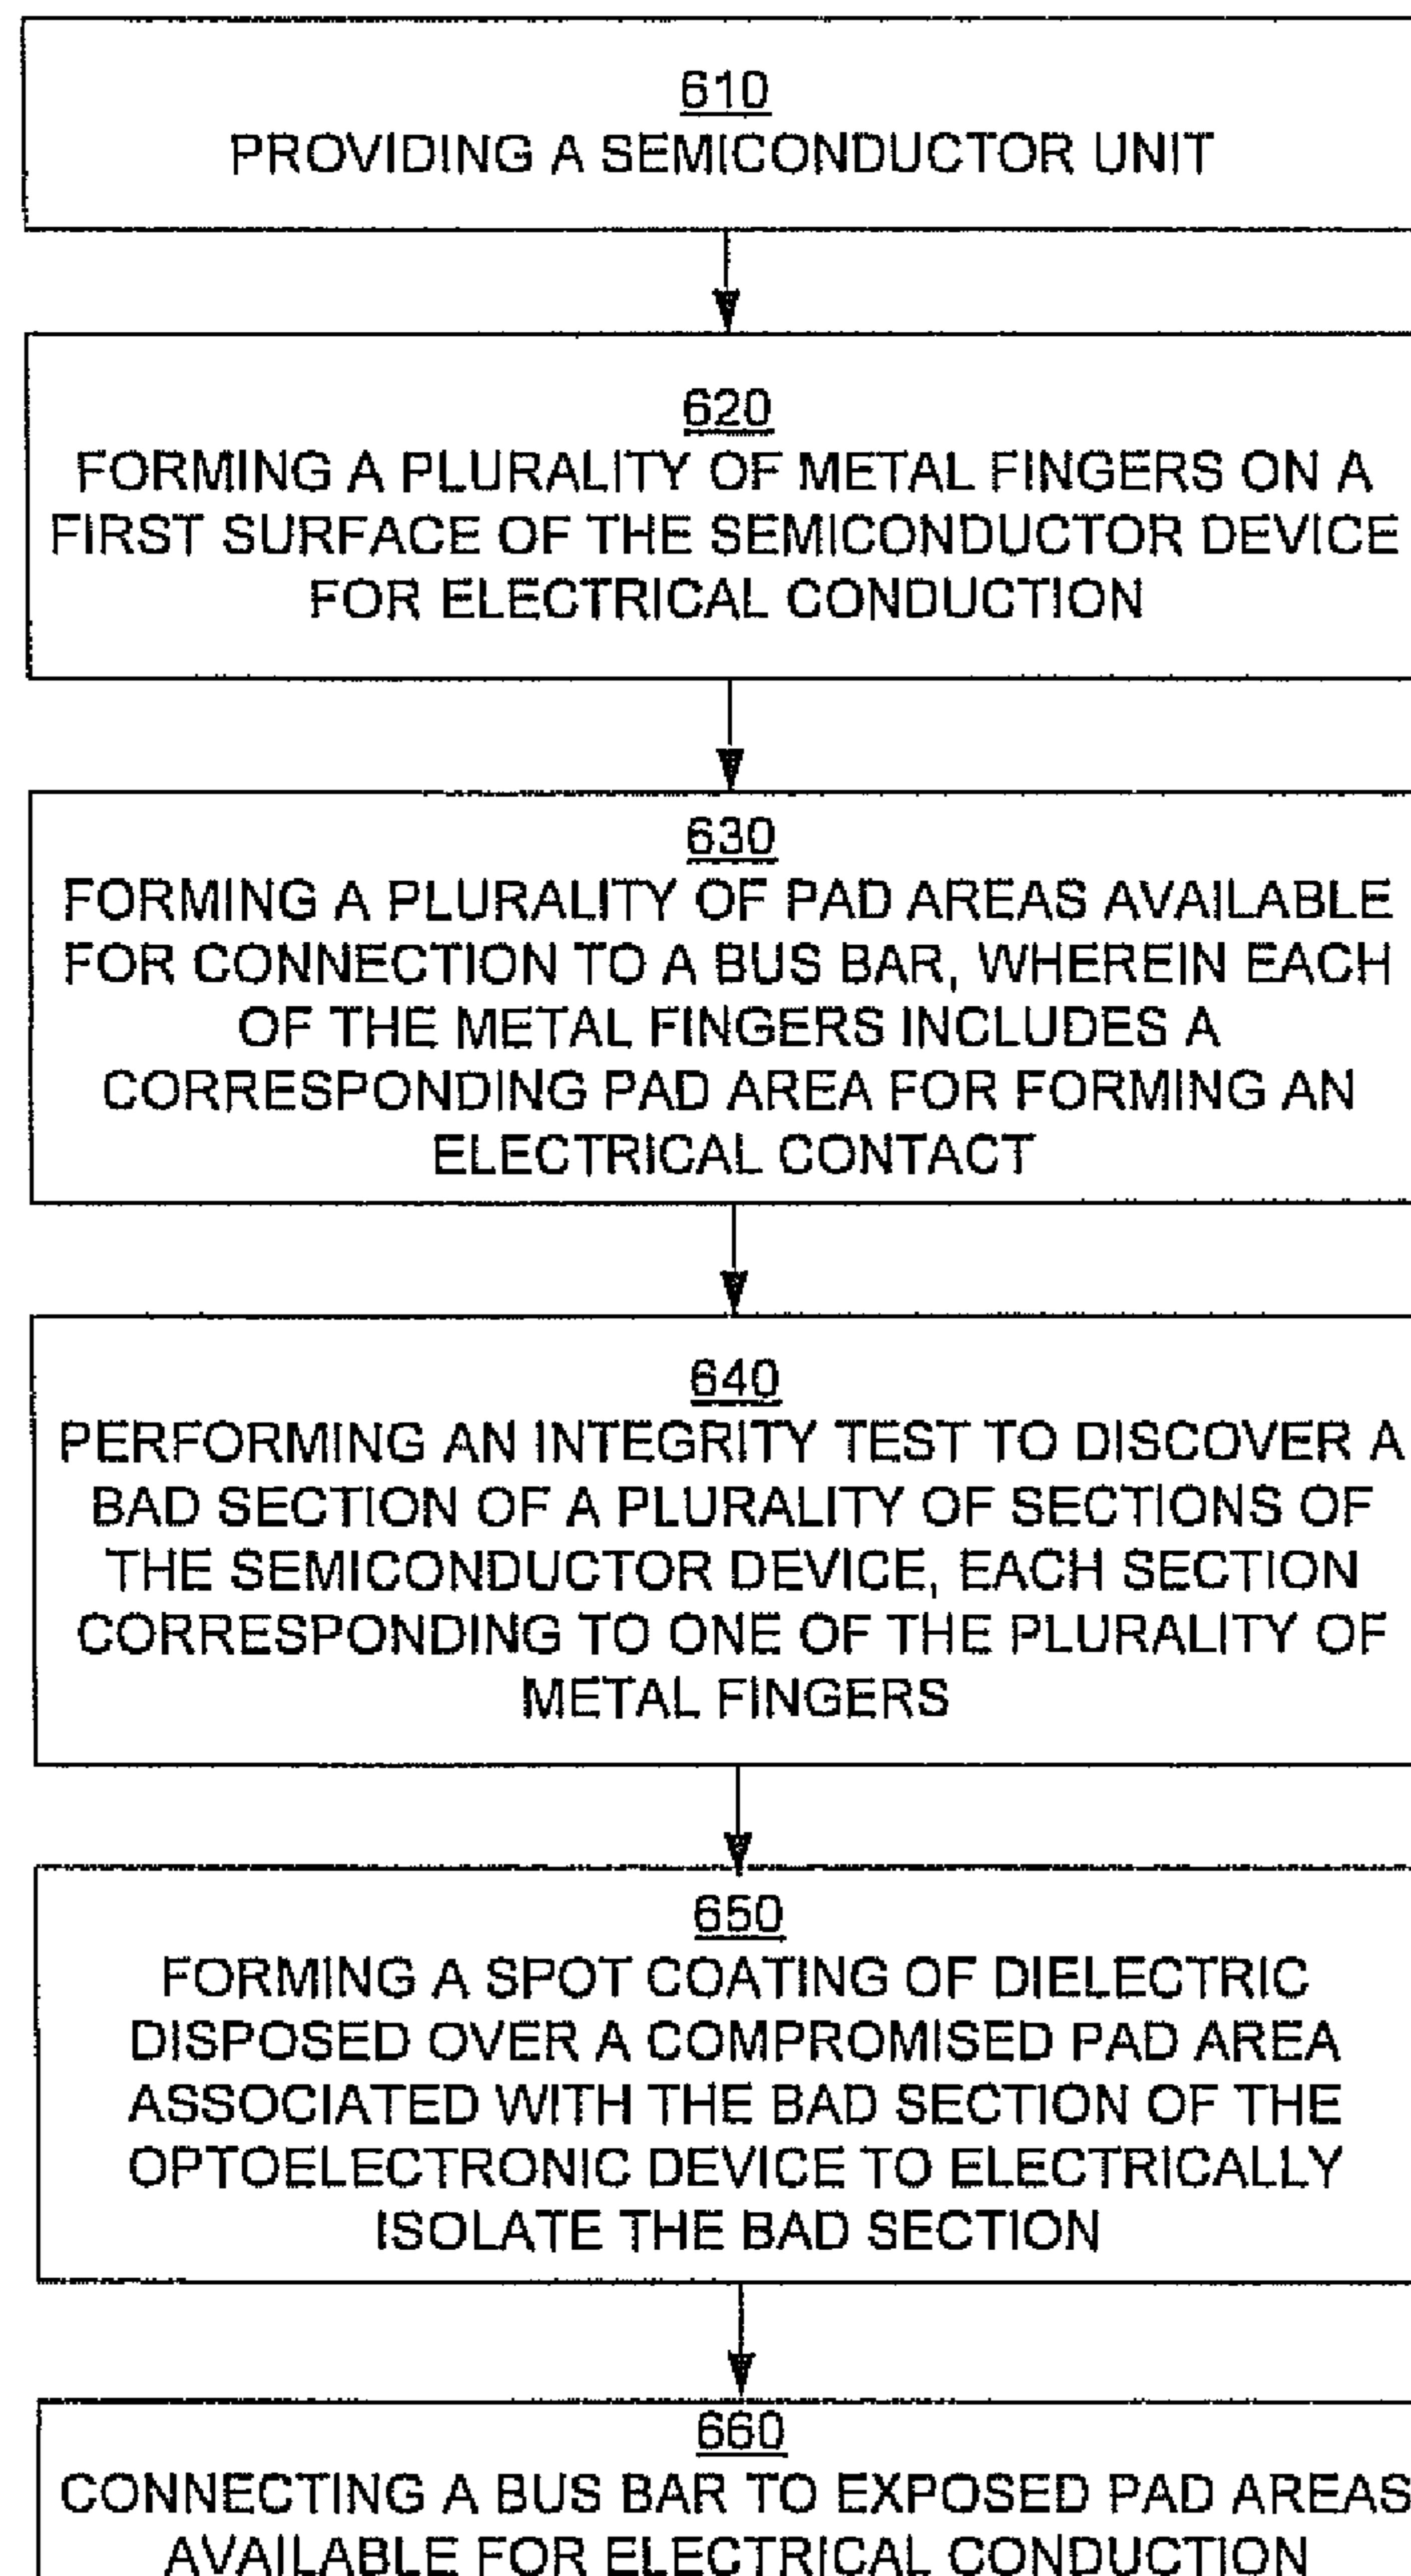 610
PROVIDING A SEMICONDUCTOR UNIT
620
FORMING A PLURALITY OF METAL FINGERS ON A
FIRST SURFACE OF THE SEMICONDUCTOR DEVICE
FOR ELECTRICAL CONDUCTION
630
FORMING A PLURALITY OF PAD AREAS AVAILABLE
FOR CONNECTION TO A BUS BAR, WHEREIN EACH
OF THE METAL FINGERS INCLUDES A
CORRESPONDING PAD AREA FOR FORMING AN
ELECTRICAL CONTACT
640
PERFORMING AN INTEGRITY TEST TO DISCOVER A
BAD SECTION OF A PLURALITY OF SECTIONS OF
THE SEMICONDUCTOR DEVICE, EACH SECTION
CORRESPONDING TO ONE OF THE PLURALITY OF
METAL FINGERS
650
FORMING A SPOT COATING OF DIELECTRIC
DISPOSED OVER A COMPROMISED PAD AREA
ASSOCIATED WITH THE BAD SECTION OF THE
OPTOELECTRONIC DEVICE TO ELECTRICALLY
ISOLATE THE BAD SECTION
660
CONNECTING A BUS BAR TO EXPOSED PAD AREAS
AVAILABLE FOR ELECTRICAL CONDUCTION